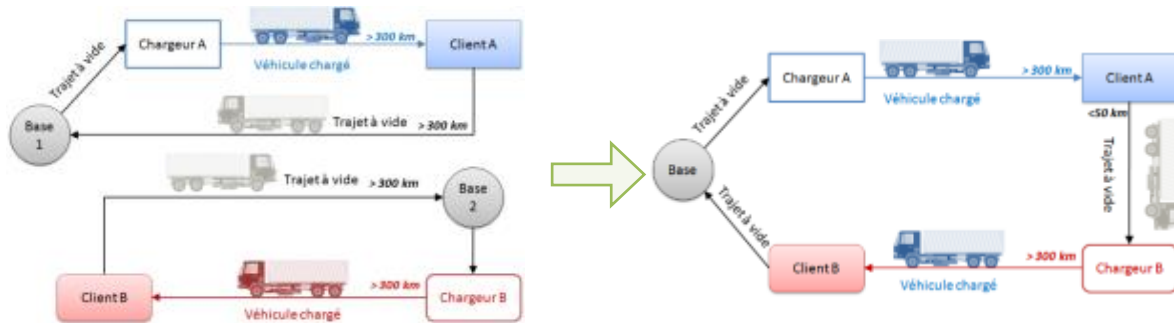 Chargeur A
> 300 km
Client A
Véhicule chargé
Trajet à vide
Base
1
Trajet à vide
> 300 km
Trajet à vide
> 300 km
Base
2
Client B
> 300 km
Chargeur B
Véhicule chargé
Chargeur A
> 300 km
Client A
Véhicule chargé
<50 km
Trajet à vide
Trajet à vide
Base
Trajet à vide
Client B
> 300 km
Chargeur B
Véhicule chargé